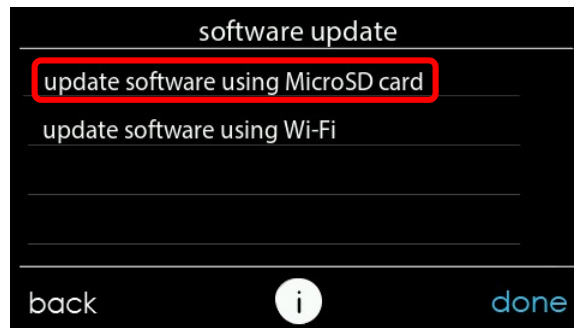 software update
update software using MicroSD card
update software using Wi-Fi
back i done